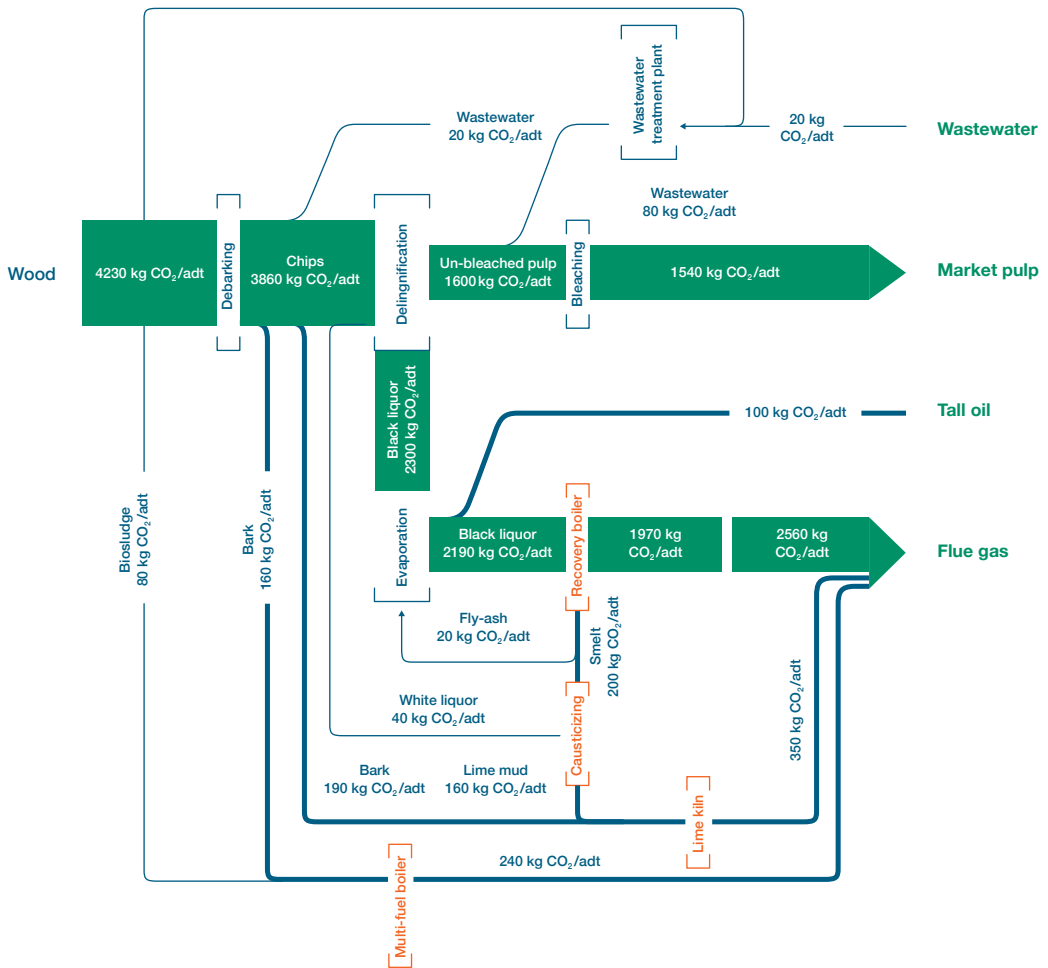 Wastewater
treatment plant
Wastewater
20 kg CO₂/adt
20 kg
CO₂/adt
Wastewater
Wastewater
80 kg CO₂/adt
Wood
4230 kg CO₂/adt
Debarking
Chips
3860 kg CO₂/adt
Delingnification
Un-bleached pulp
1600 kg CO₂/adt
Bleaching
1540 kg CO₂/adt
Market pulp
Black liquor
2300 kg CO₂/adt
100 kg CO₂/adt
Tall oil
Biosludge
80 kg CO₂/adt
Bark
160 kg CO₂/adt
Evaporation
Black liquor
2190 kg CO₂/adt
Recovery boiler
1970 kg
CO₂/adt
2560 kg
CO₂/adt
Flue gas
Fly-ash
20 kg CO₂/adt
Smelt
200 kg CO₂/adt
White liquor
40 kg CO₂/adt
Causticizing
350 kg CO₂/adt
Bark
190 kg CO₂/adt
Lime mud
160 kg CO₂/adt
Lime kiln
240 kg CO₂/adt
Multi-fuel boiler